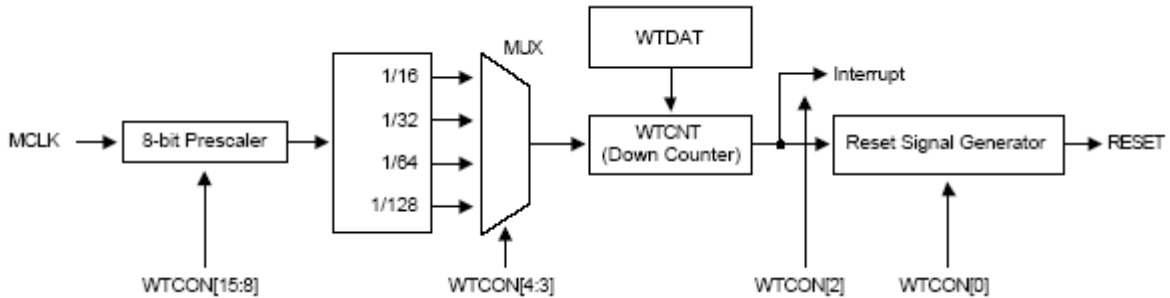 MUX
WTDAT
1/16
Interrupt
1/32
MCLK
8-bit Prescaler
WTCNT
(Down Counter)
Reset Signal Generator
RESET
1/64
1/128
WTCON[15:8]
WTCON[4:3]
WTCON[2]
WTCON[0]